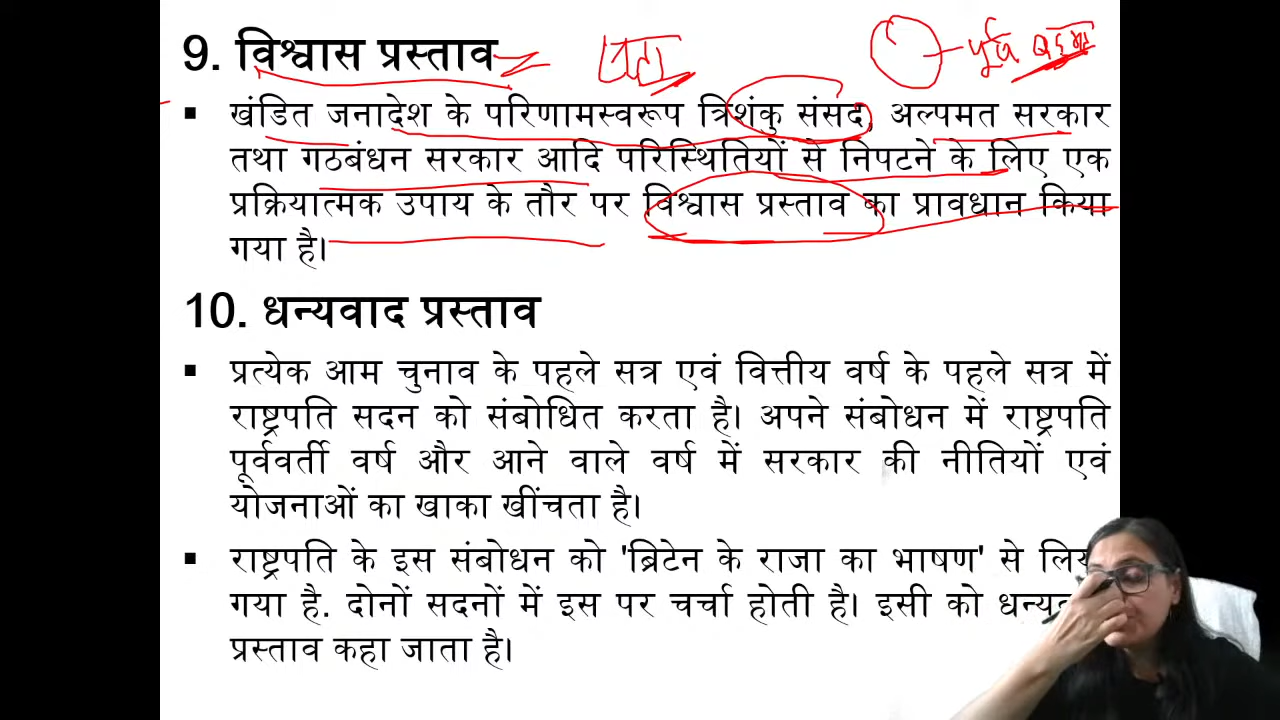 9. विश्वास प्रस्ताव
पूर्ण बहुमत
▪ खंडित जनादेश के परिणामस्वरूप त्रिशंकु संसद, अल्पमत सरकार
तथा गठबंधन सरकार आदि परिस्थितियों से निपटने के लिए एक
प्रक्रियात्मक उपाय के तौर पर विश्वास प्रस्ताव का प्रावधान किया
गया है।
10. धन्यवाद प्रस्ताव
▪ प्रत्येक आम चुनाव के पहले सत्र एवं वित्तीय वर्ष के पहले सत्र में
राष्ट्रपति सदन को संबोधित करता है। अपने संबोधन में राष्ट्रपति
पूर्ववर्ती वर्ष और आने वाले वर्ष में सरकार की नीतियों एवं
योजनाओं का खाका खींचता है।
▪ राष्ट्रपति के इस संबोधन को 'ब्रिटेन के राजा का भाषण' से
गया है. दोनों सदनों में इस पर चर्चा होती है। इसी को
प्रस्ताव कहा जाता है।